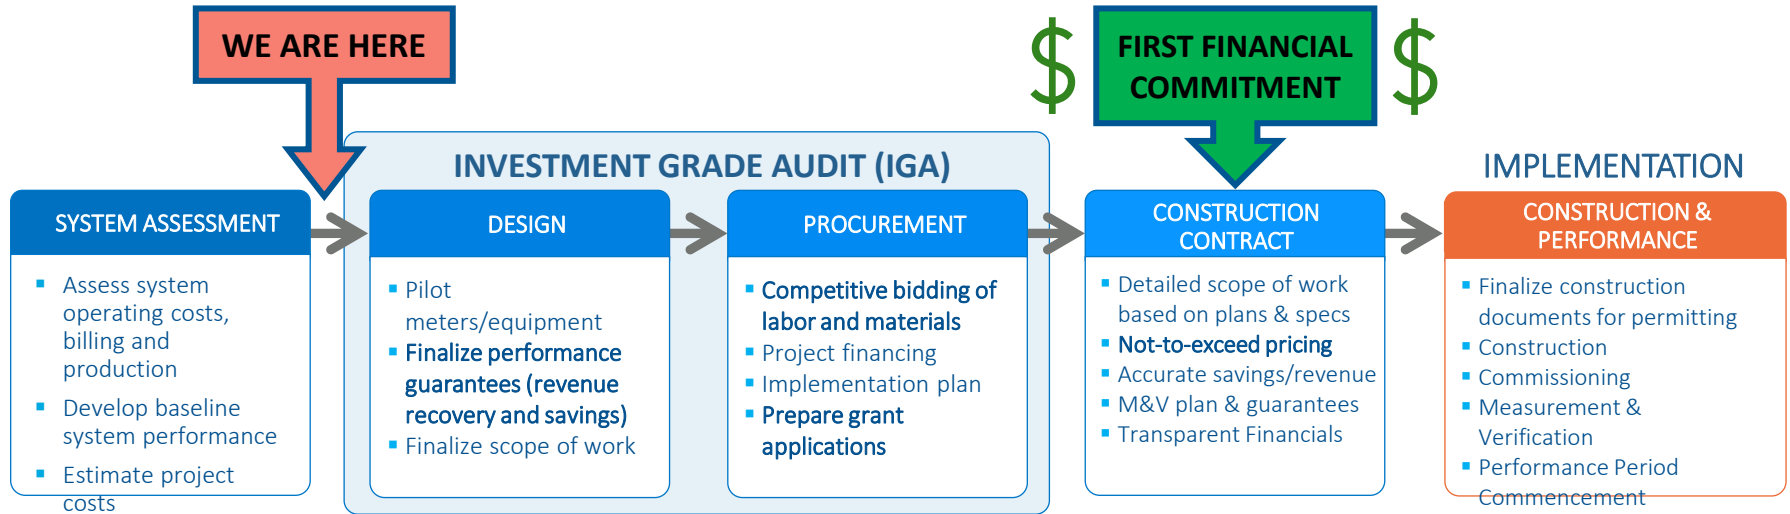 WE ARE HERE
$
FIRST FINANCIAL
COMMITMENT
$
INVESTMENT GRADE AUDIT (IGA)
IMPLEMENTATION
SYSTEM ASSESSMENT
▪ Assess system
operating costs,
billing and
production
▪ Develop baseline
system performance
▪ Estimate project
costs
DESIGN
▪ Pilot
meters/equipment
▪ Finalize performance
guarantees (revenue
recovery and savings)
▪ Finalize scope of work
PROCUREMENT
▪ Competitive bidding of
labor and materials
▪ Project financing
▪ Implementation plan
▪ Prepare grant
applications
CONSTRUCTION
CONTRACT
▪ Detailed scope of work
based on plans & specs
▪ Not-to-exceed pricing
▪ Accurate savings/revenue
▪ M&V plan & guarantees
▪ Transparent Financials
CONSTRUCTION &
PERFORMANCE
▪ Finalize construction
documents for permitting
▪ Construction
▪ Commissioning
▪ Measurement &
Verification
▪ Performance Period
Commencement